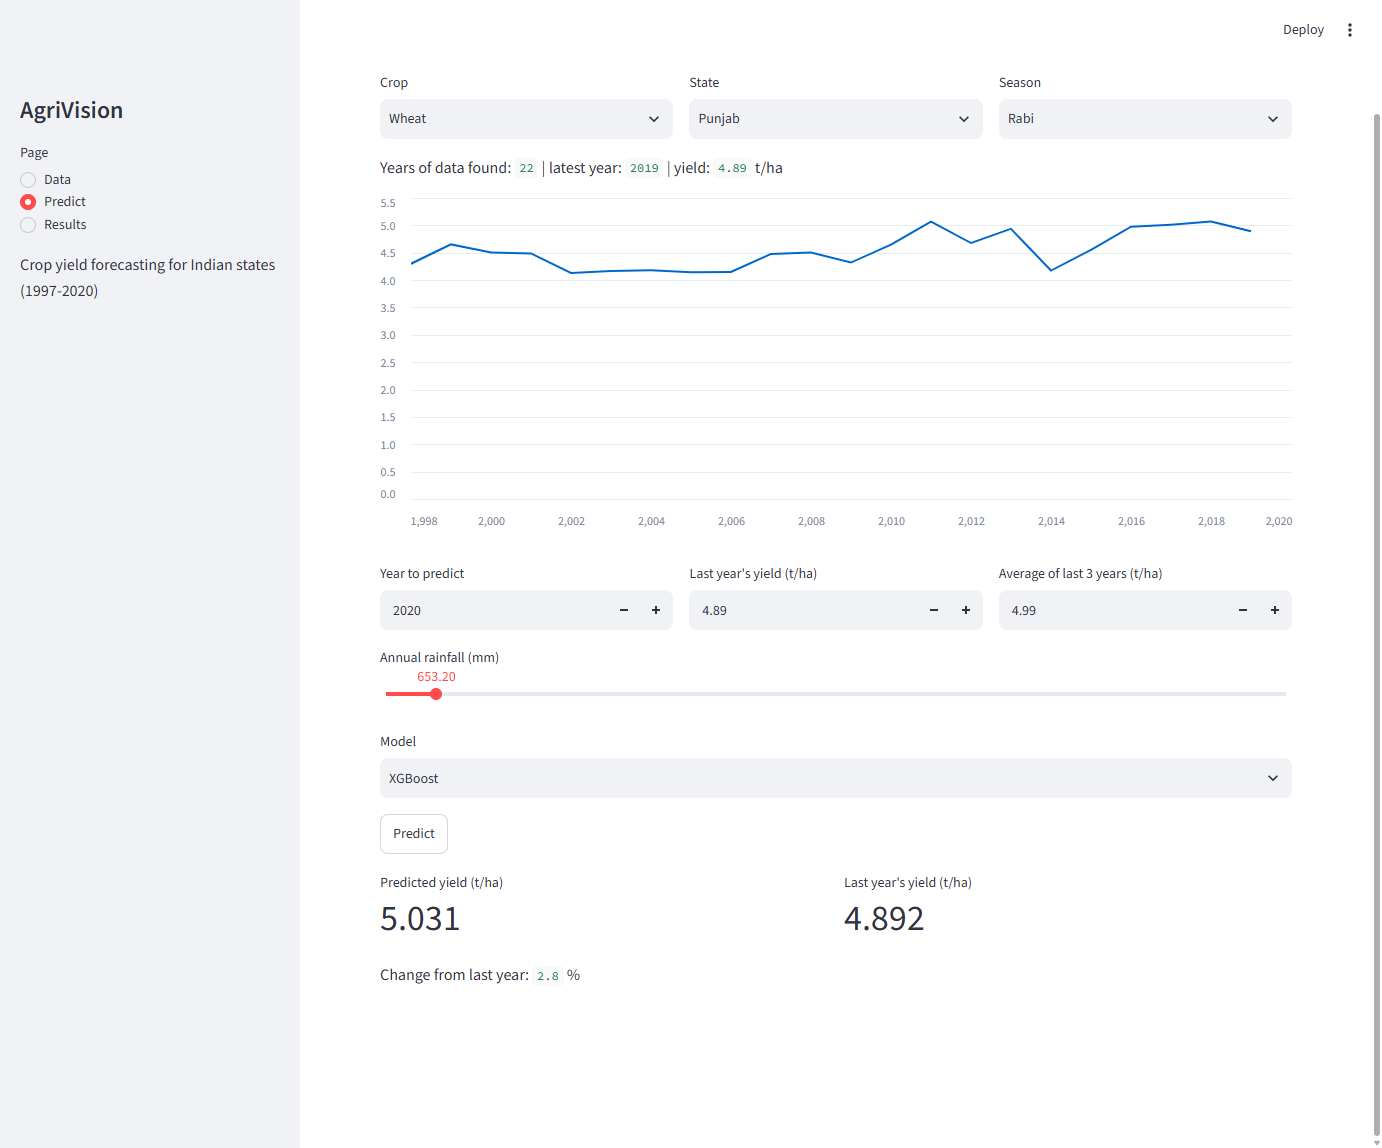 Deploy
AgriVision
Page
Data
Predict
Results
Crop yield forecasting for Indian states
(1997-2020)
Crop State Season
Wheat Punjab Rabi
Years of data found: 22 | latest year: 2019 | yield: 4.89 t/ha
5.5
5.0
4.5
4.0
3.5
3.0
2.5
2.0
1.5
1.0
0.5
0.0
1,998 2,000 2,002 2,004 2,006 2,008 2,010 2,012 2,014 2,016 2,018 2,020
Year to predict Last year's yield (t/ha) Average of last 3 years (t/ha)
2020 4.89 4.99
Annual rainfall (mm)
653.20
Model
XGBoost
Predict
Predicted yield (t/ha) Last year's yield (t/ha)
5.031 4.892
Change from last year: 2.8 %